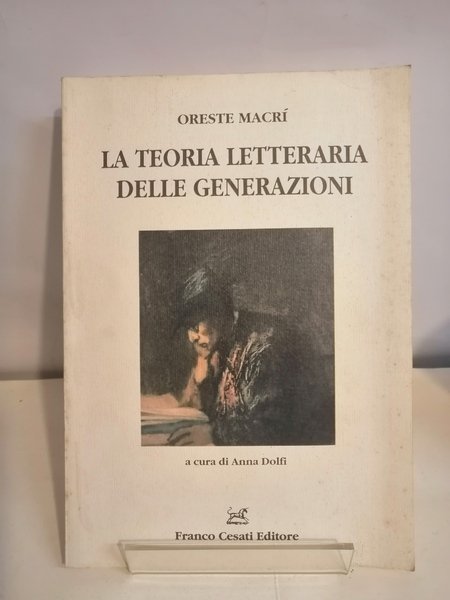 ORESTE MACRÍ
LA TEORIA LETTERARIA
DELLE GENERAZIONI
a cura di Anna Dolfi
Franco Cesati Editore